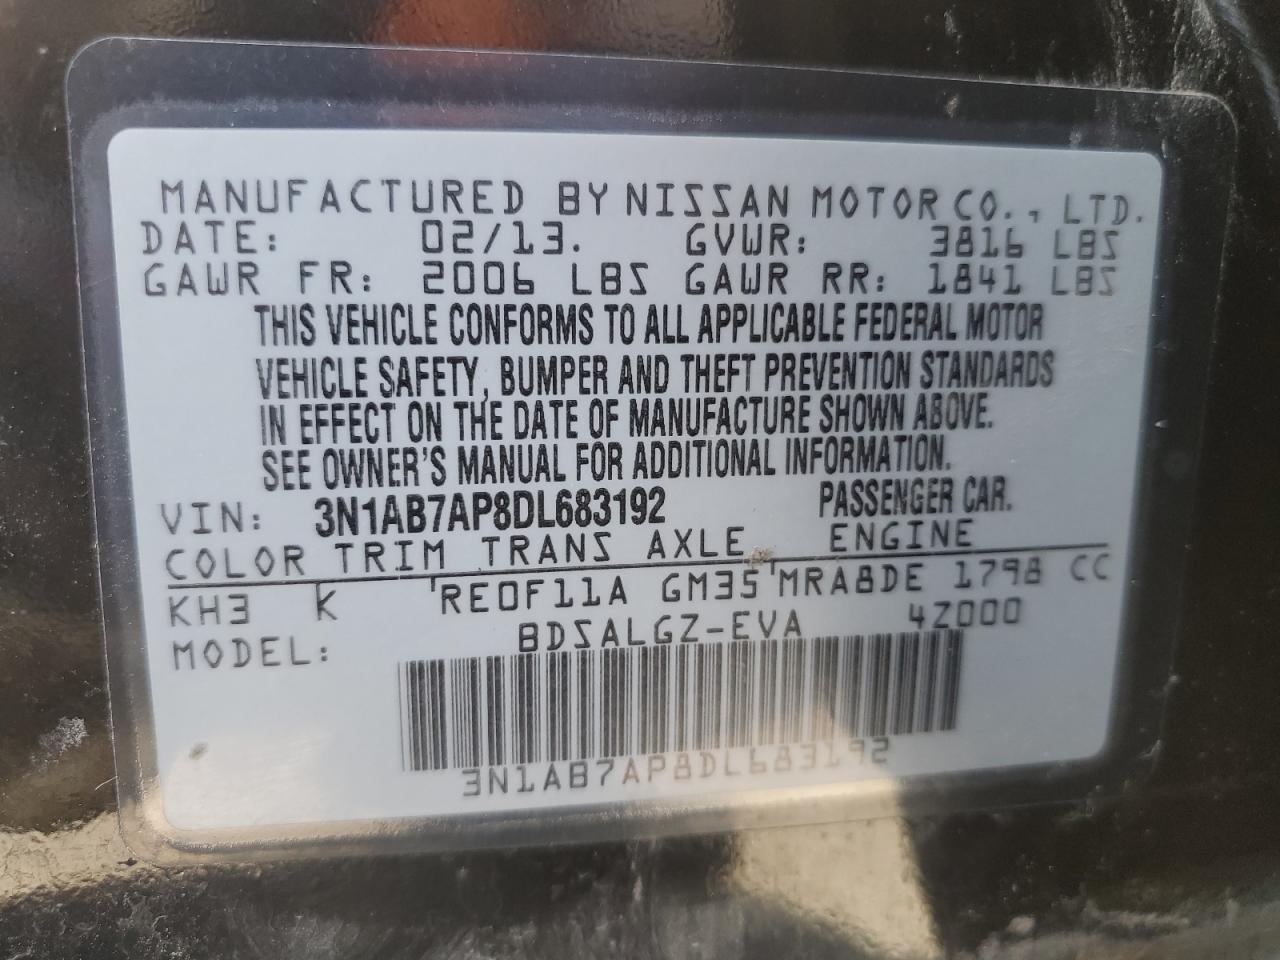 MANUFACTURED BY NISSAN MOTOR CO., LTD.
DATE: 02/13. GVWR: 3816 LBS
GAWR FR: 2006 LBS GAWR RR: 1841 LBS
THIS VEHICLE CONFORMS TO ALL APPLICABLE FEDERAL MOTOR
VEHICLE SAFETY, BUMPER AND THEFT PREVENTION STANDARDS
IN EFFECT ON THE DATE OF MANUFACTURE SHOWN ABOVE.
SEE OWNER'S MANUAL FOR ADDITIONAL INFORMATION.
VIN: 3N1AB7AP8DL683192 PASSENGER CAR.
COLOR TRIM TRANS AXLE ENGINE
KH3 K 'RE0F11A GM35'MRA8DE 1798 CC
MODEL: BDSALGZ-EVA 4Z000
3N1AB7AP8DL683192